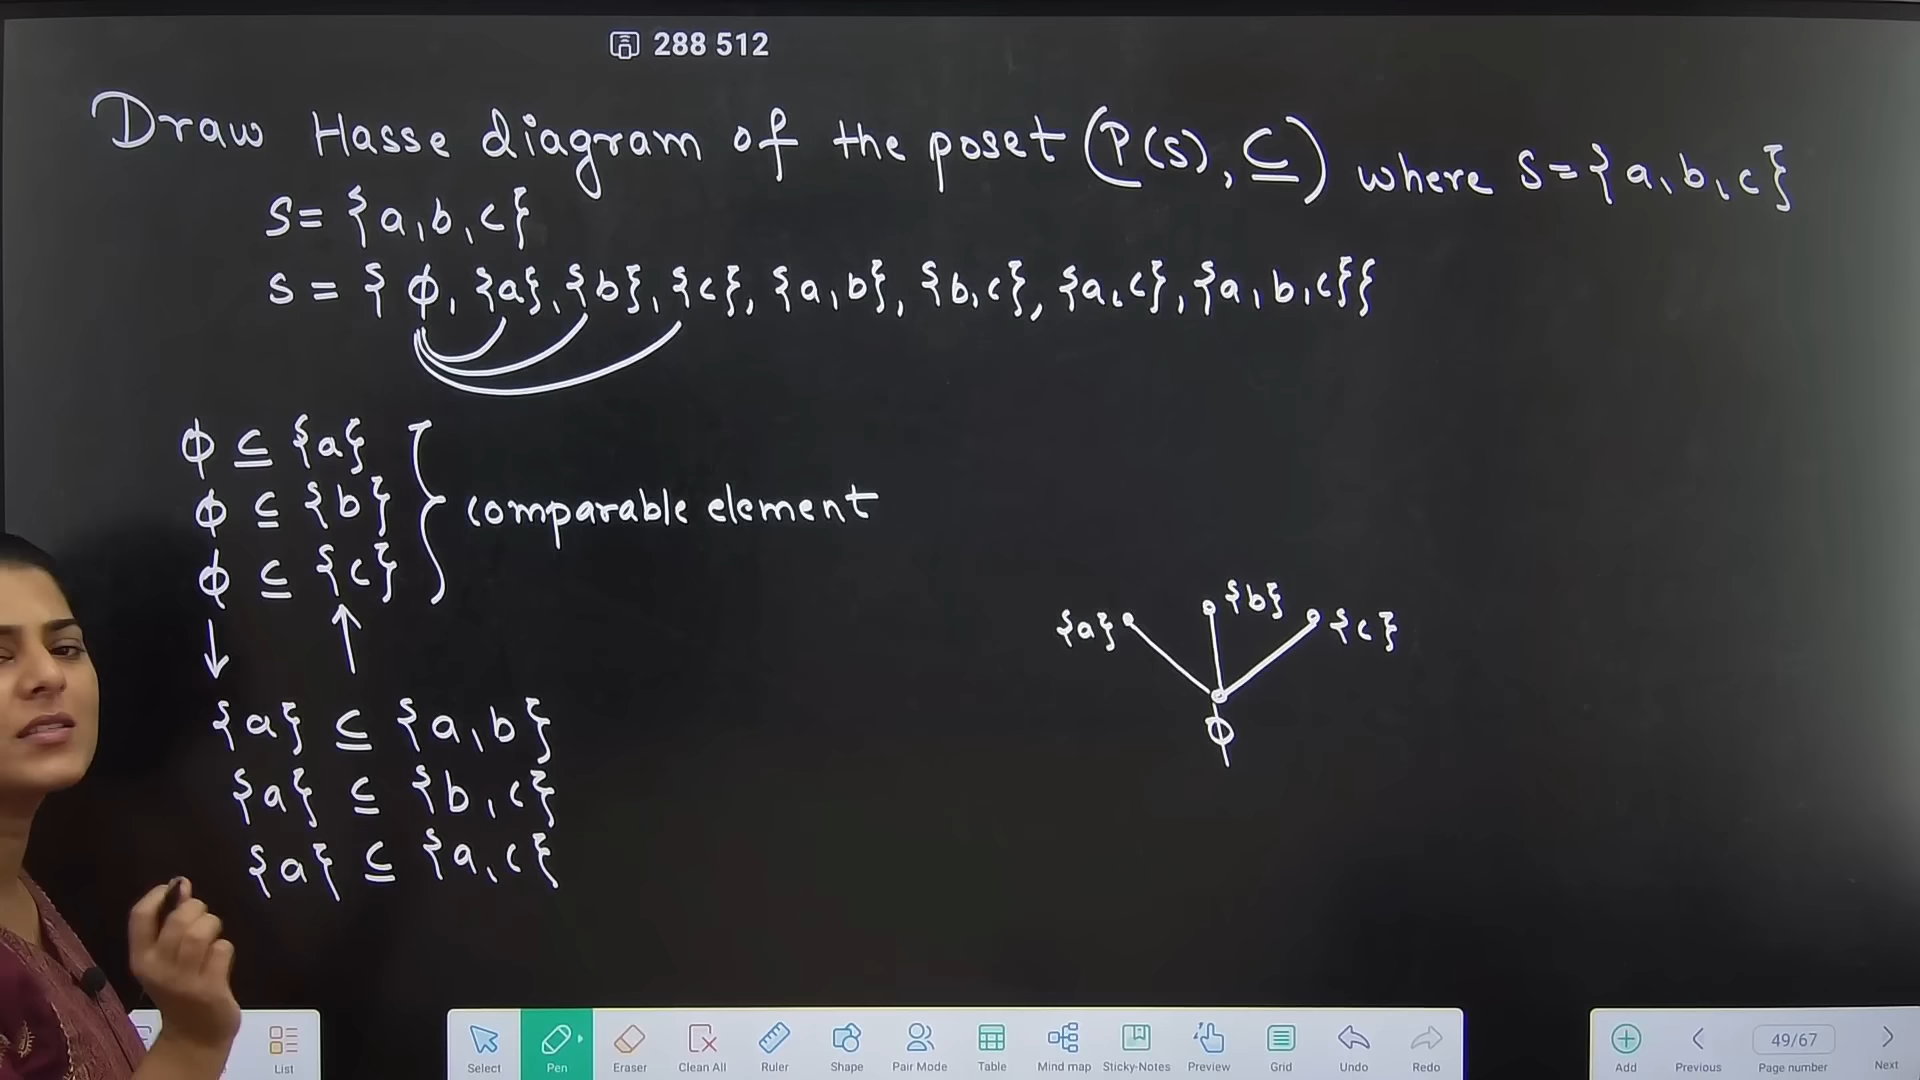 288 512
Draw Hasse diagram of the poset (P(S), ⊆) where S={a,b,c}
S= {a,b,c}
S = { ϕ, {a}, {b}, {c}, {a,b}, {b,c}, {a,c}, {a,b,c}{
ϕ ⊆ {a}
ϕ ⊆ {b}
ϕ ⊆ {c}
comparable element
{a} ⊆ {a,b}
{a} ⊆ {b,c}
{a} ⊆ {a,c}
{a} {b} {c}
ϕ
List
Select Pen Eraser Clean All Ruler Shape Pair Mode Table Mind map Sticky-Notes Preview Grid Undo Redo
Add Previous 49/67 Page number Next